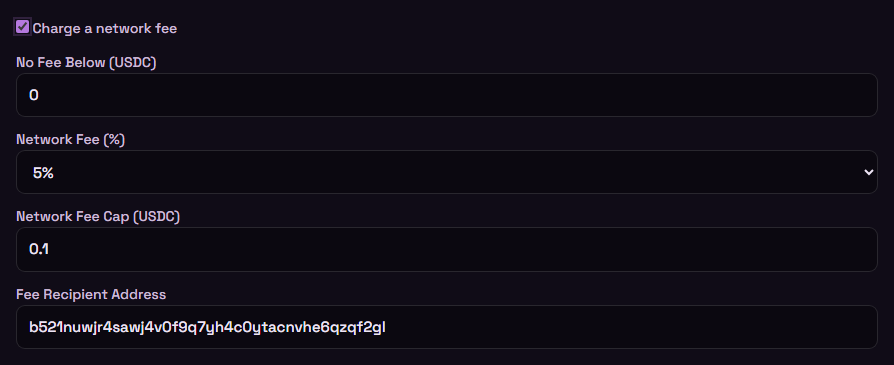 Charge a network fee
No Fee Below (USDC)
0
Network Fee (%)
5%
Network Fee Cap (USDC)
0.1
Fee Recipient Address
b521nuwjr4sawj4v0f9q7yh4c0ytacnvhe6qzqf2gl